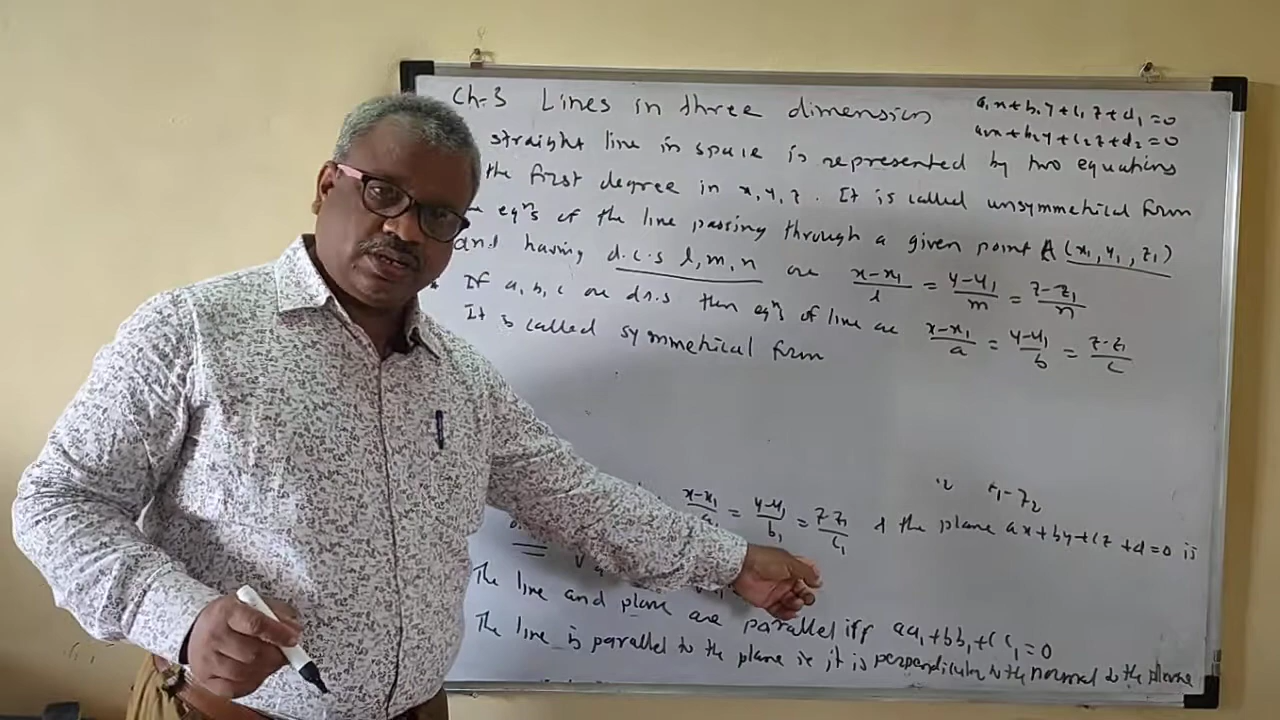 Ch-3 Lines in three dimension
a₁x+b₁y+c₁z+d₁=0
a₂x+b₂y+c₂z+d₂=0
straight line in space is represented by two equations
the first degree in x,y,z. It is called unsymmetrical form
eqⁿs of the line passing through a given point A (x₁,y₁,z₁)
and having d.c.s l,m,n are (x-x₁)/l = (y-y₁)/m = (z-z₁)/n
* If a,b,c are d.r.s then eqⁿs of line are (x-x₁)/a = (y-y₁)/b = (z-z₁)/c
It is called symmetrical form
z₂
(y-y₁)/b₁ = (z-z₁)/c₁ & the plane ax+by+cz+d=0 is
The line and plane are parallel iff aa₁+bb₁+cc₁=0
The line is parallel to the plane ie it is perpendicular to the normal to the plane